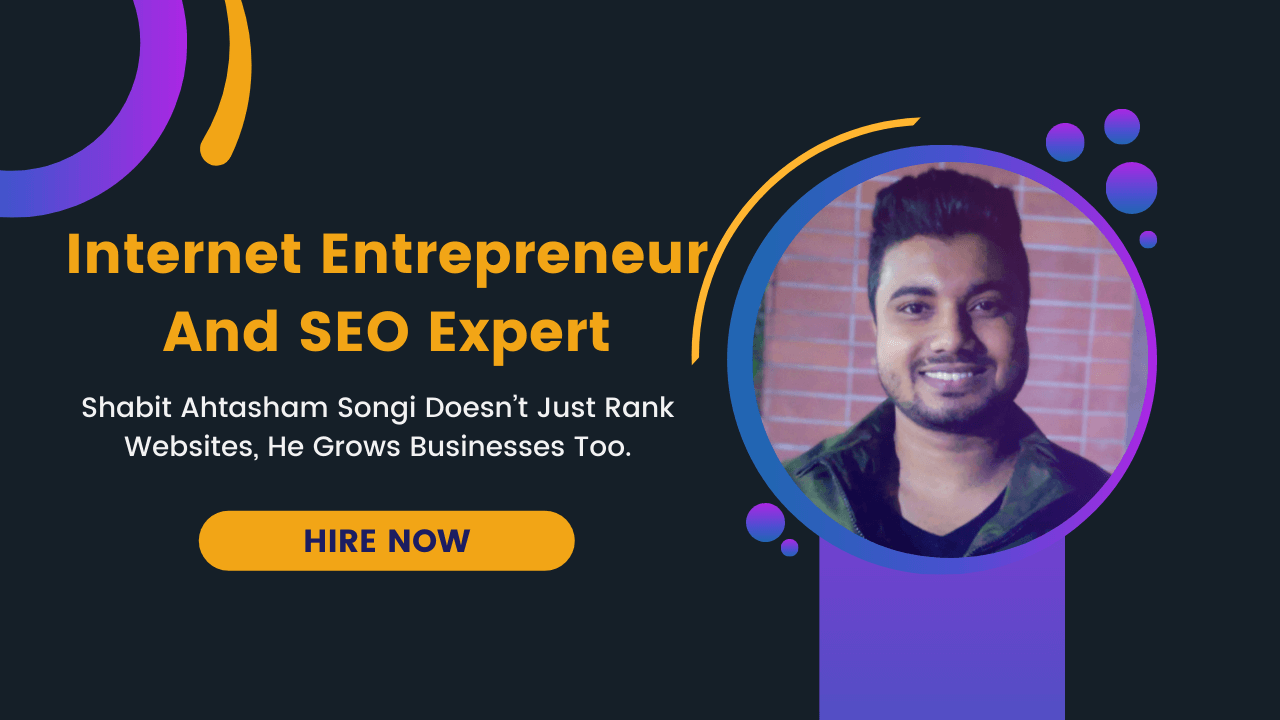 Internet Entrepreneur
And SEO Expert
Shabit Ahtasham Songi Doesn’t Just Rank
Websites, He Grows Businesses Too.
HIRE NOW